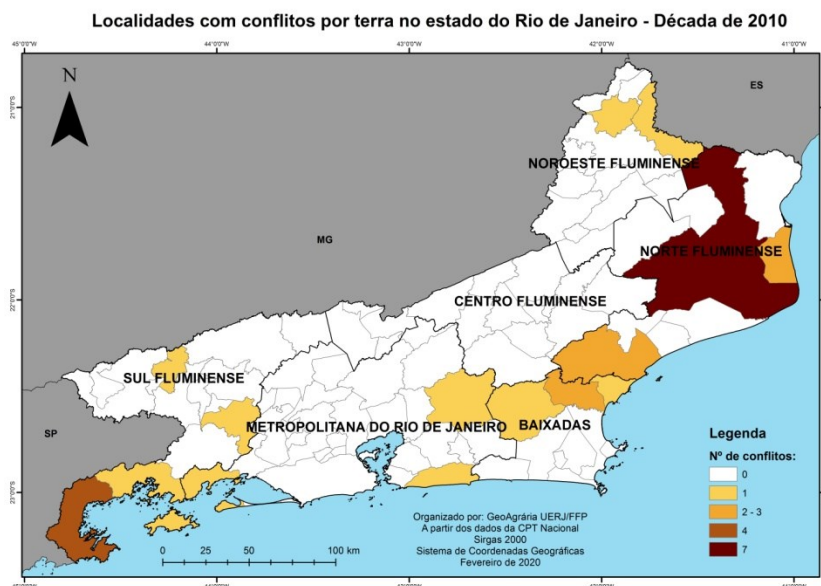 Localidades com conflitos por terra no estado do Rio de Janeiro - Década de 2010
45°0'0"O 44°0'0"O 43°0'0"O 42°0'0"O 41°0'0"O
N
ES
21°0'0"S 21°0'0"S
NOROESTE FLUMINENSE
MG
NORTE FLUMINENSE
22°0'0"S 22°0'0"S
CENTRO FLUMINENSE
SUL FLUMINENSE
METROPOLITANA DO RIO DE JANEIRO
BAIXADAS
SP
Legenda
Nº de conflitos:
0
1
2 - 3
4
7
Organizado por: GeoAgrária UERJ/FFP
A partir dos dados da CPT Nacional
Sirgas 2000
Sistema de Coordenadas Geográficas
Fevereiro de 2020
0 25 50 100 km